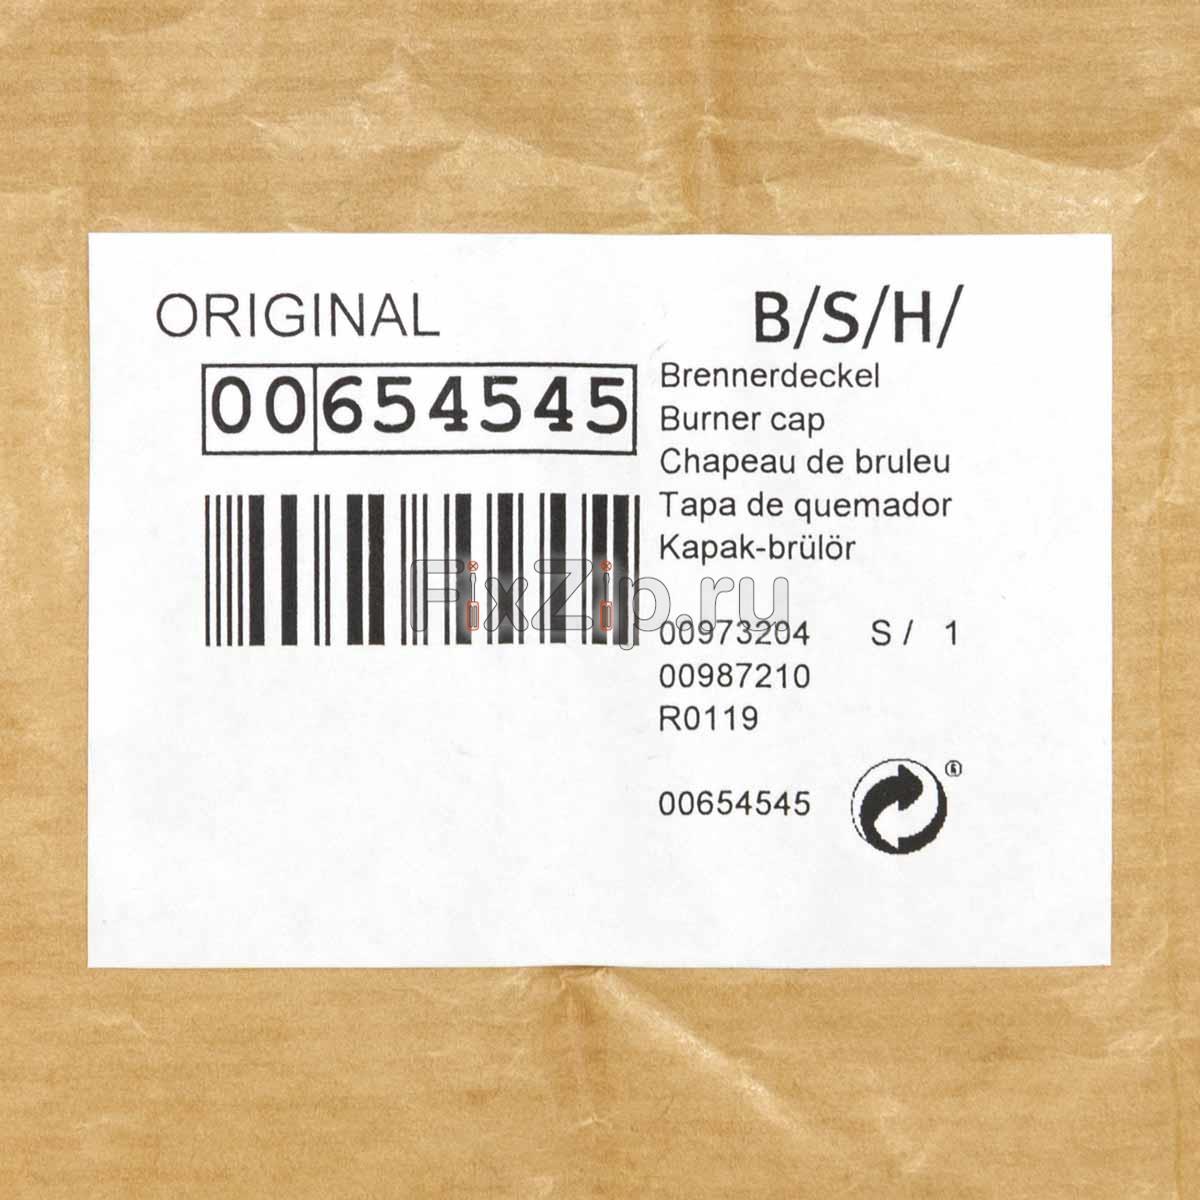 ORIGINAL
B/S/H/
00654545
Brennerdeckel
Burner cap
Chapeau de bruleu
Tapa de quemador
Kapak-brülör
FixZip.ru
00973204 S / 1
00987210
R0119
00654545